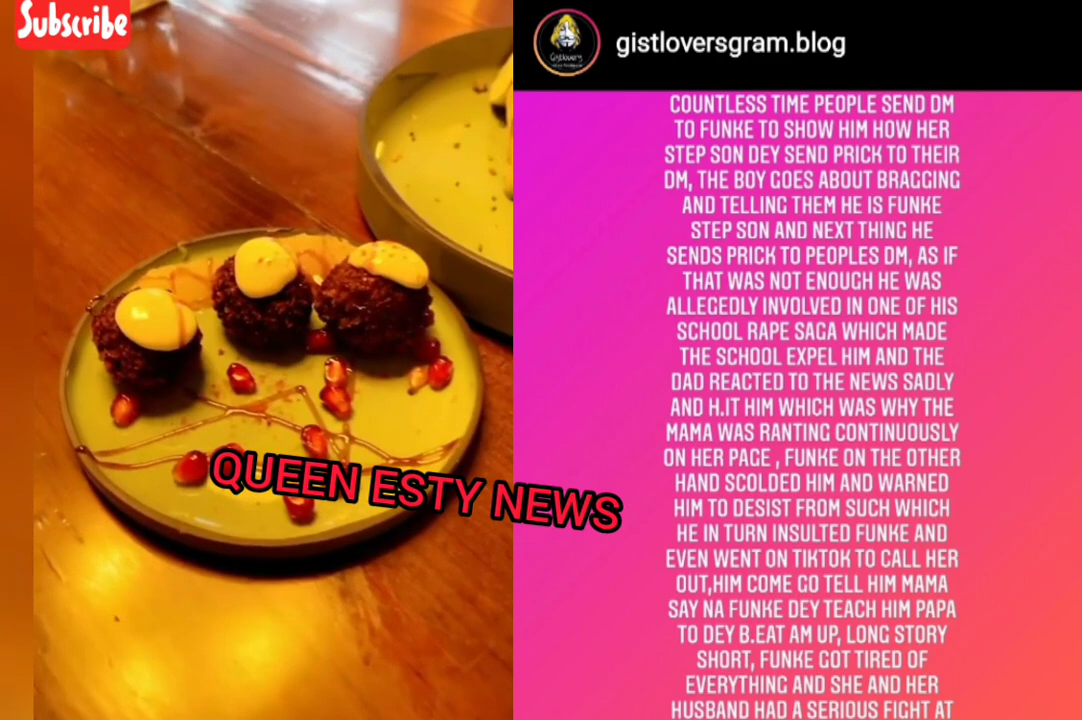 Subscribe
gistloversgram.blog
COUNTLESS TIME PEOPLE SEND DM
TO FUNKE TO SHOW HIM HOW HER
STEP SON DEY SEND PRICK TO THEIR
DM, THE BOY GOES ABOUT BRAGGING
AND TELLING THEM HE IS FUNKE
STEP SON AND NEXT THING HE
SENDS PRICK TO PEOPLES DM, AS IF
THAT WAS NOT ENOUGH HE WAS
ALLEGEDLY INVOLVED IN ONE OF HIS
SCHOOL RAPE SAGA WHICH MADE
THE SCHOOL EXPEL HIM AND THE
DAD REACTED TO THE NEWS SADLY
AND H.IT HIM WHICH WAS WHY THE
MAMA WAS RANTING CONTINUOUSLY
ON HER PAGE , FUNKE ON THE OTHER
HAND SCOLDED HIM AND WARNED
HIM TO DESIST FROM SUCH WHICH
HE IN TURN INSULTED FUNKE AND
EVEN WENT ON TIKTOK TO CALL HER
OUT,HIM COME GO TELL HIM MAMA
SAY NA FUNKE DEY TEACH HIM PAPA
TO DEY B.EAT AM UP, LONG STORY
SHORT, FUNKE GOT TIRED OF
EVERYTHING AND SHE AND HER
HUSBAND HAD A SERIOUS FIGHT AT
QUEEN ESTY NEWS